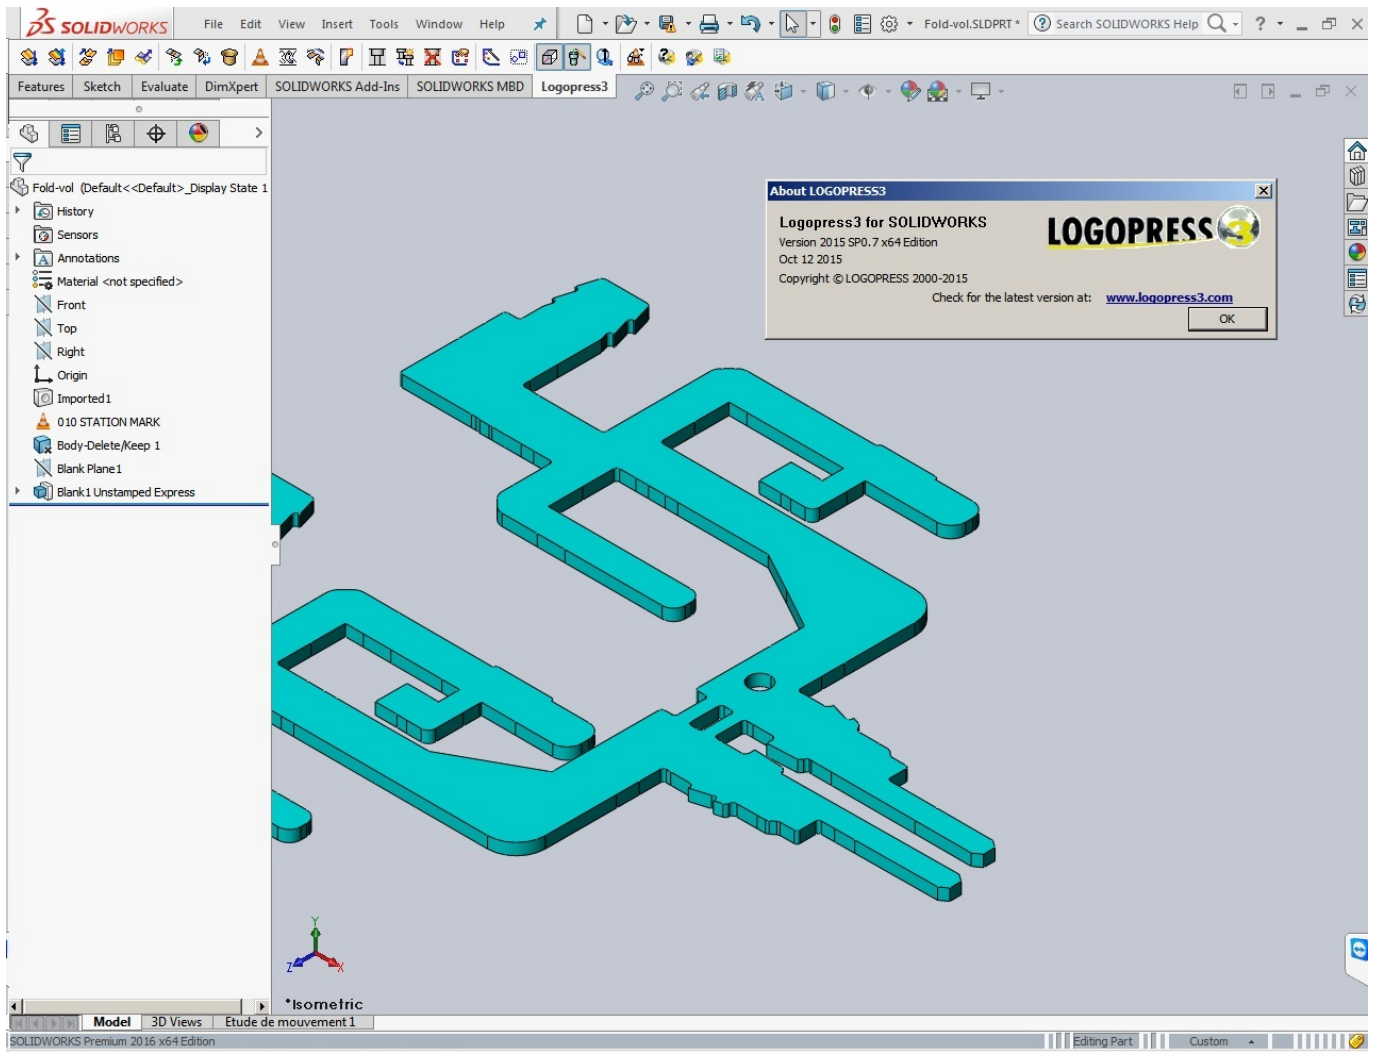 SOLIDWORKS File Edit View Insert Tools Window Help Fold-vol.SLDPRT * Search SOLIDWORKS Help ?
Features Sketch Evaluate DimXpert SOLIDWORKS Add-Ins SOLIDWORKS MBD Logopress3
Fold-vol (Default<<Default>_Display State 1
History
Sensors
Annotations
Material <not specified>
Front
Top
Right
Origin
Imported1
010 STATION MARK
Body-Delete/Keep 1
Blank Plane1
Blank1 Unstamped Express
About LOGOPRESS3
Logopress3 for SOLIDWORKS
LOGOPRESS 3
Version 2015 SP0.7 x64 Edition
Oct 12 2015
Copyright © LOGOPRESS 2000-2015
Check for the latest version at: www.logopress3.com
OK
Y
Z X
*Isometric
Model 3D Views Etude de mouvement 1
SOLIDWORKS Premium 2016 x64 Edition Editing Part Custom